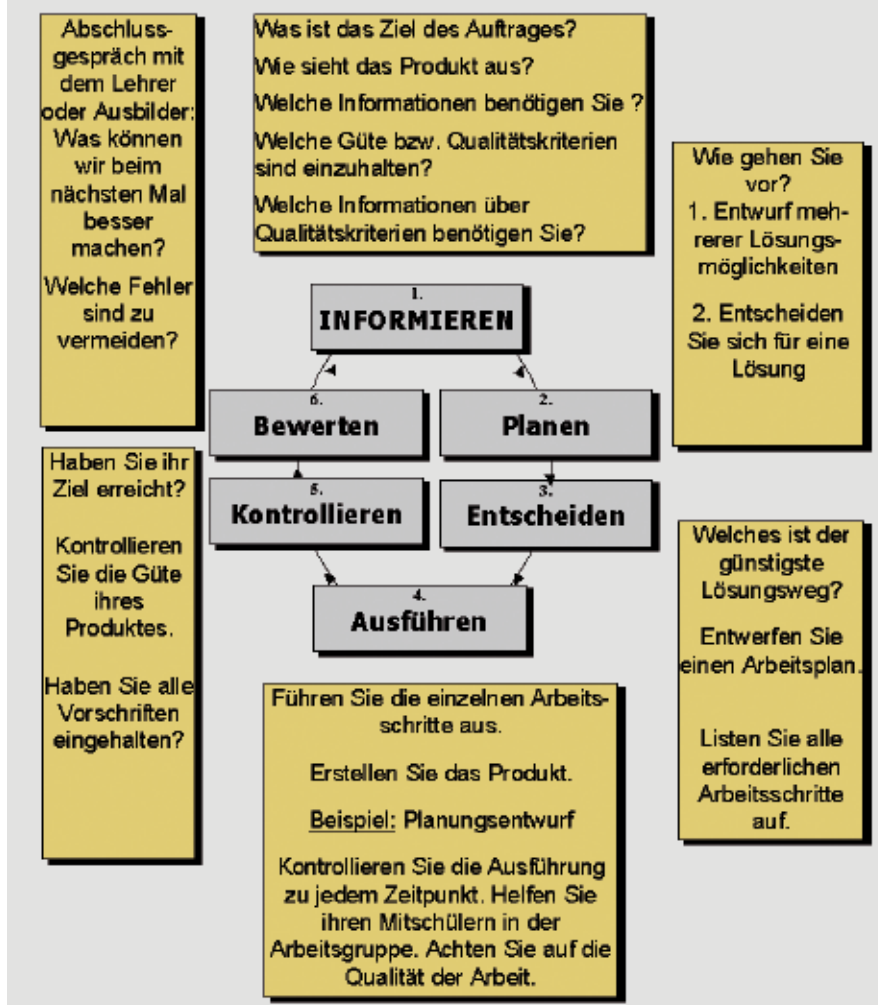 Abschluss-
gespräch mit
dem Lehrer
oder Ausbilder:
Was können
wir beim
nächsten Mal
besser
machen?
Welche Fehler
sind zu
vermeiden?
Was ist das Ziel des Auftrages?
Wie sieht das Produkt aus?
Welche Informationen benötigen Sie ?
Welche Güte bzw. Qualitätskriterien
sind einzuhalten?
Welche Informationen über
Qualitätskriterien benötigen Sie?
Wie gehen Sie
vor?
1. Entwurf meh-
rerer Lösungs-
möglichkeiten
2. Entscheiden
Sie sich für eine
Lösung
1.
INFORMIEREN
6.
Bewerten
2.
Planen
5.
Kontrollieren
3.
Entscheiden
4.
Ausführen
Haben Sie ihr
Ziel erreicht?
Kontrollieren
Sie die Güte
ihres
Produktes.
Haben Sie alle
Vorschriften
eingehalten?
Welches ist der
günstigste
Lösungsweg?
Entwerfen Sie
einen Arbeitsplan.
Listen Sie alle
erforderlichen
Arbeitsschritte
auf.
Führen Sie die einzelnen Arbeits-
schritte aus.
Erstellen Sie das Produkt.
Beispiel: Planungsentwurf
Kontrollieren Sie die Ausführung
zu jedem Zeitpunkt. Helfen Sie
ihren Mitschülern in der
Arbeitsgruppe. Achten Sie auf die
Qualität der Arbeit.